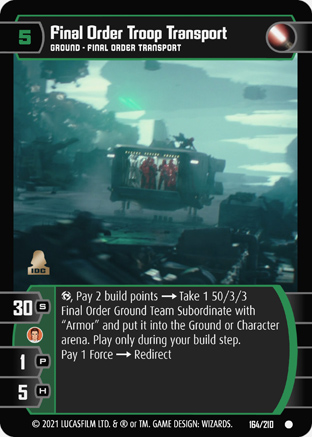 5
Final Order Troop Transport
GROUND - FINAL ORDER TRANSPORT
IDC
30 S
1 P
5 H
, Pay 2 build points → Take 1 50/3/3
Final Order Ground Team Subordinate with
“Armor” and put it into the Ground or Character
arena. Play only during your build step.
Pay 1 Force → Redirect
© 2021 LUCASFILM LTD. & ® or TM. GAME DESIGN: WIZARDS. 164/210